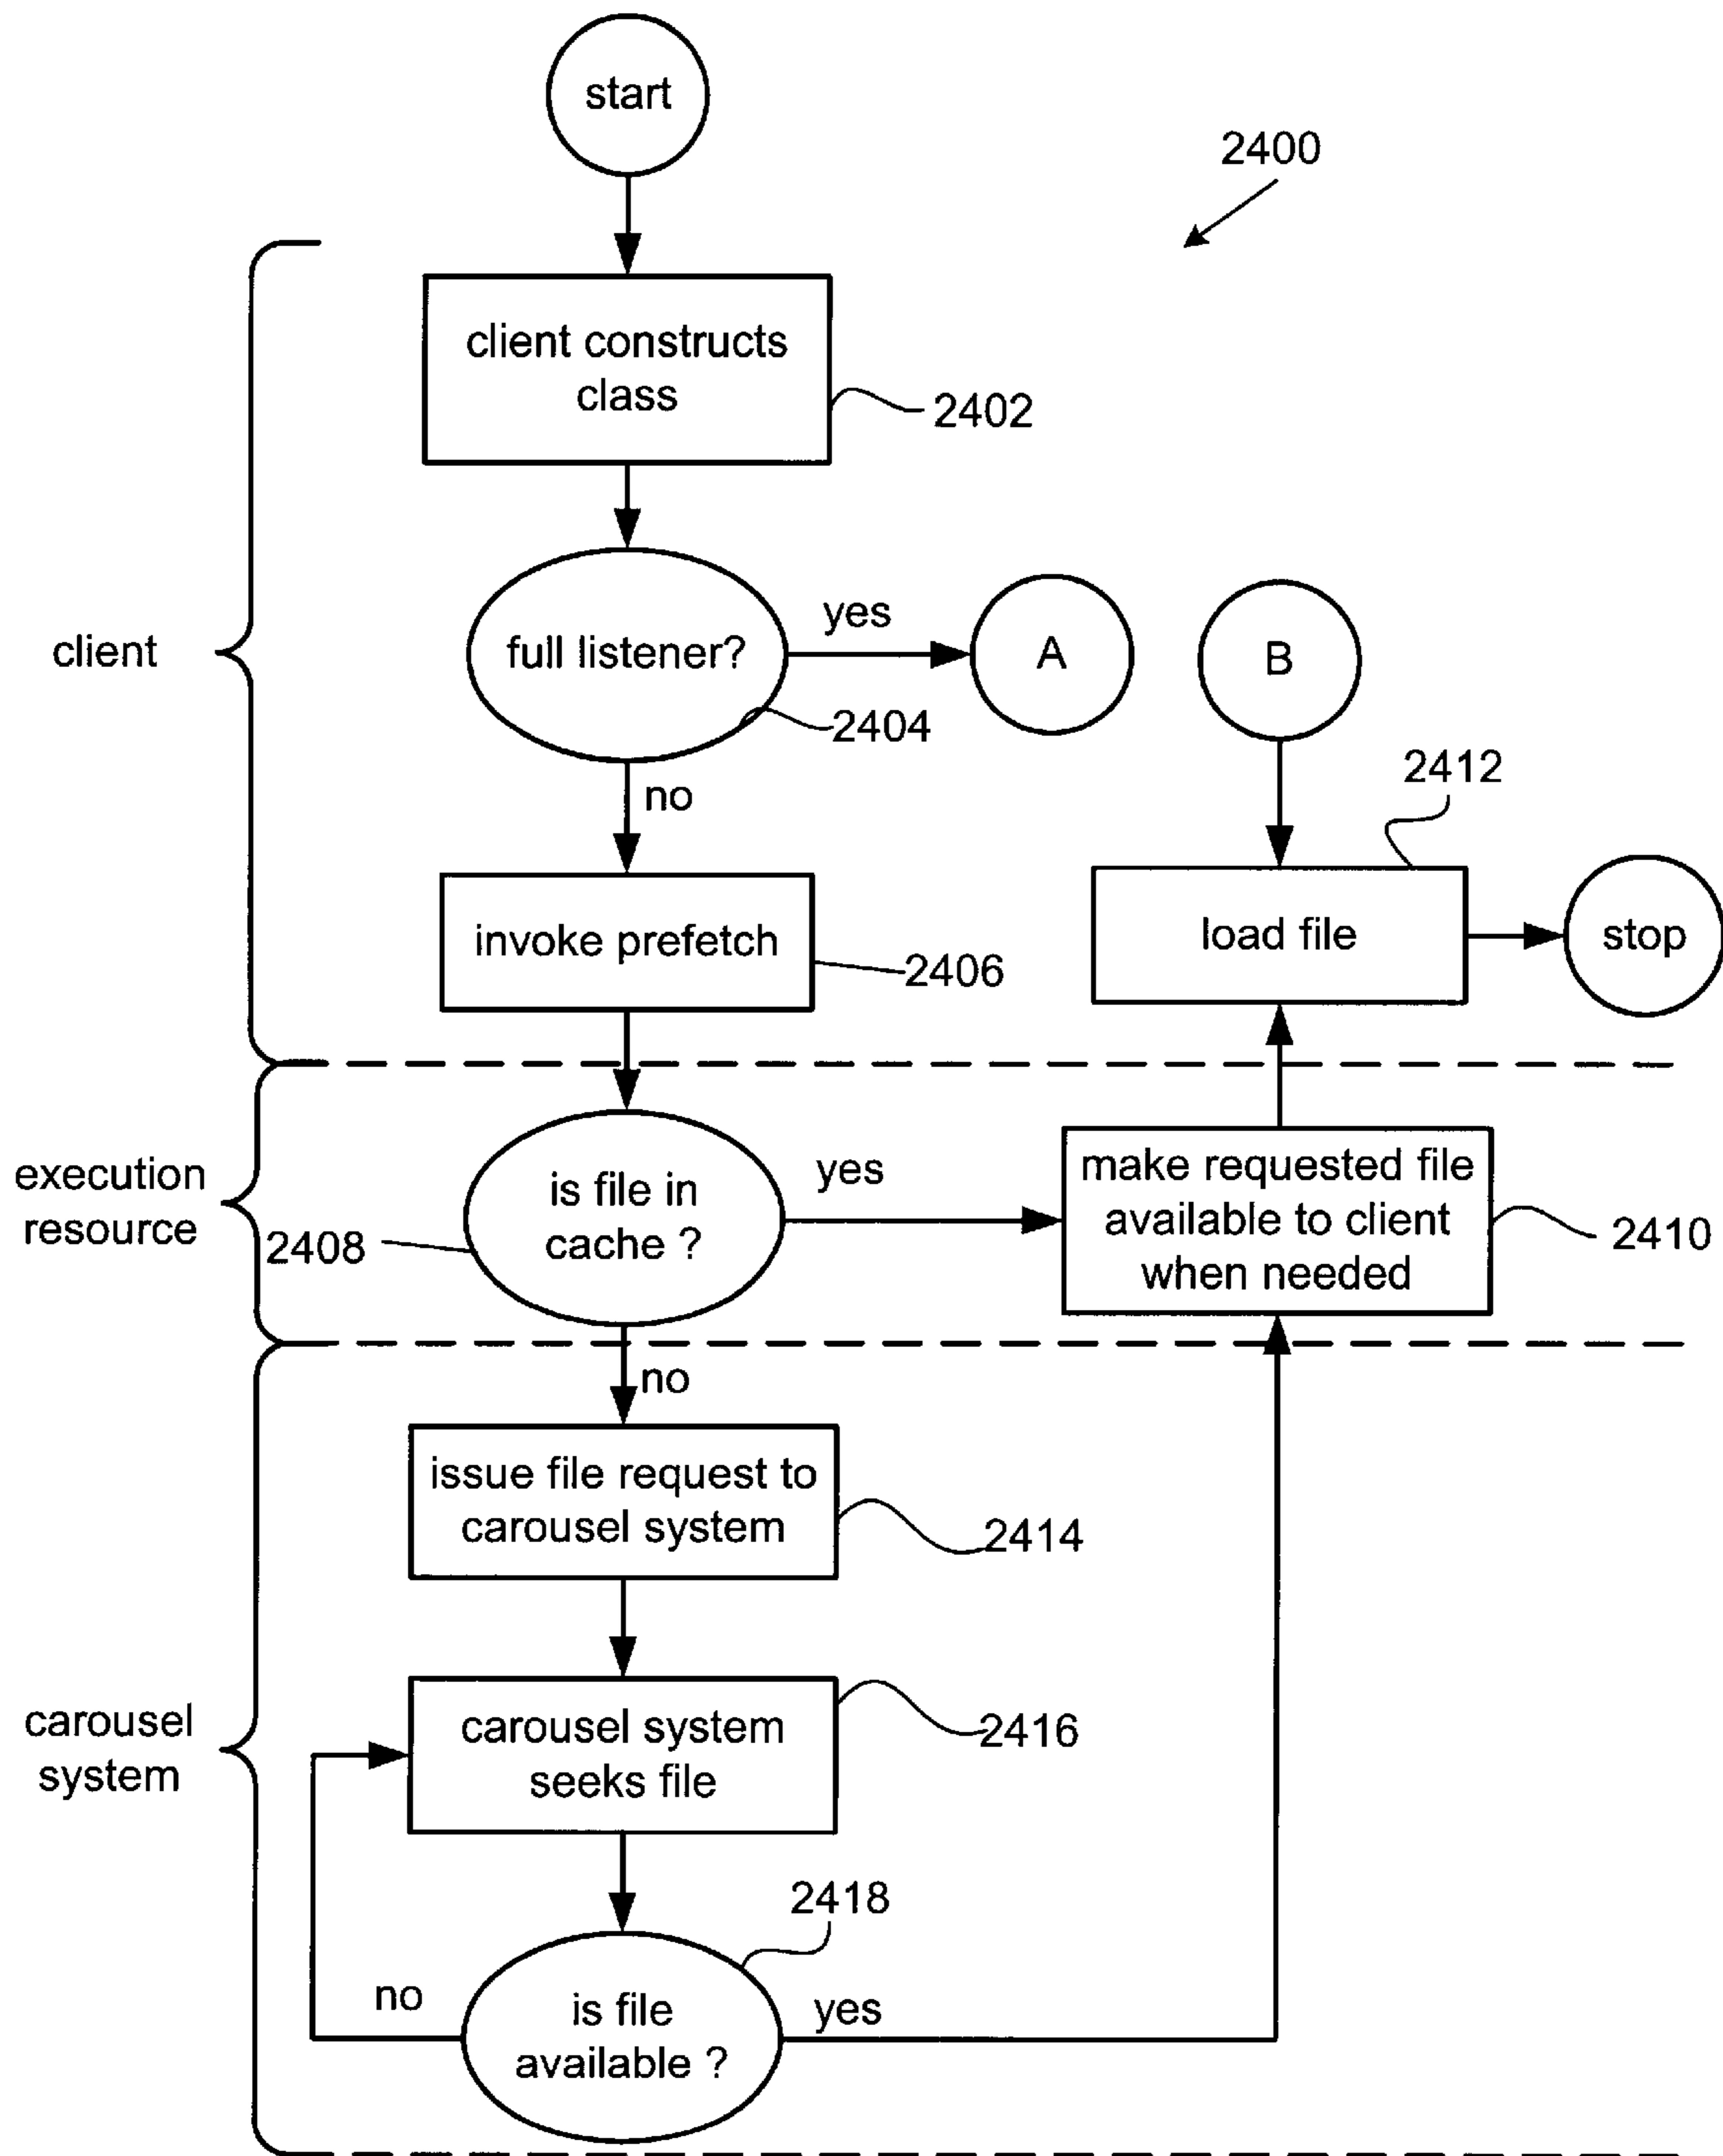 start
2400
client constructs
class
2402
client
full listener?
yes
A
B
2404
no
2412
invoke prefetch
2406
load file
stop
execution
resource
is file in
cache ?
2408
yes
make requested file
available to client
when needed
2410
no
issue file request to
carousel system
2414
carousel
system
carousel system
seeks file
2416
2418
no
is file
available ?
yes